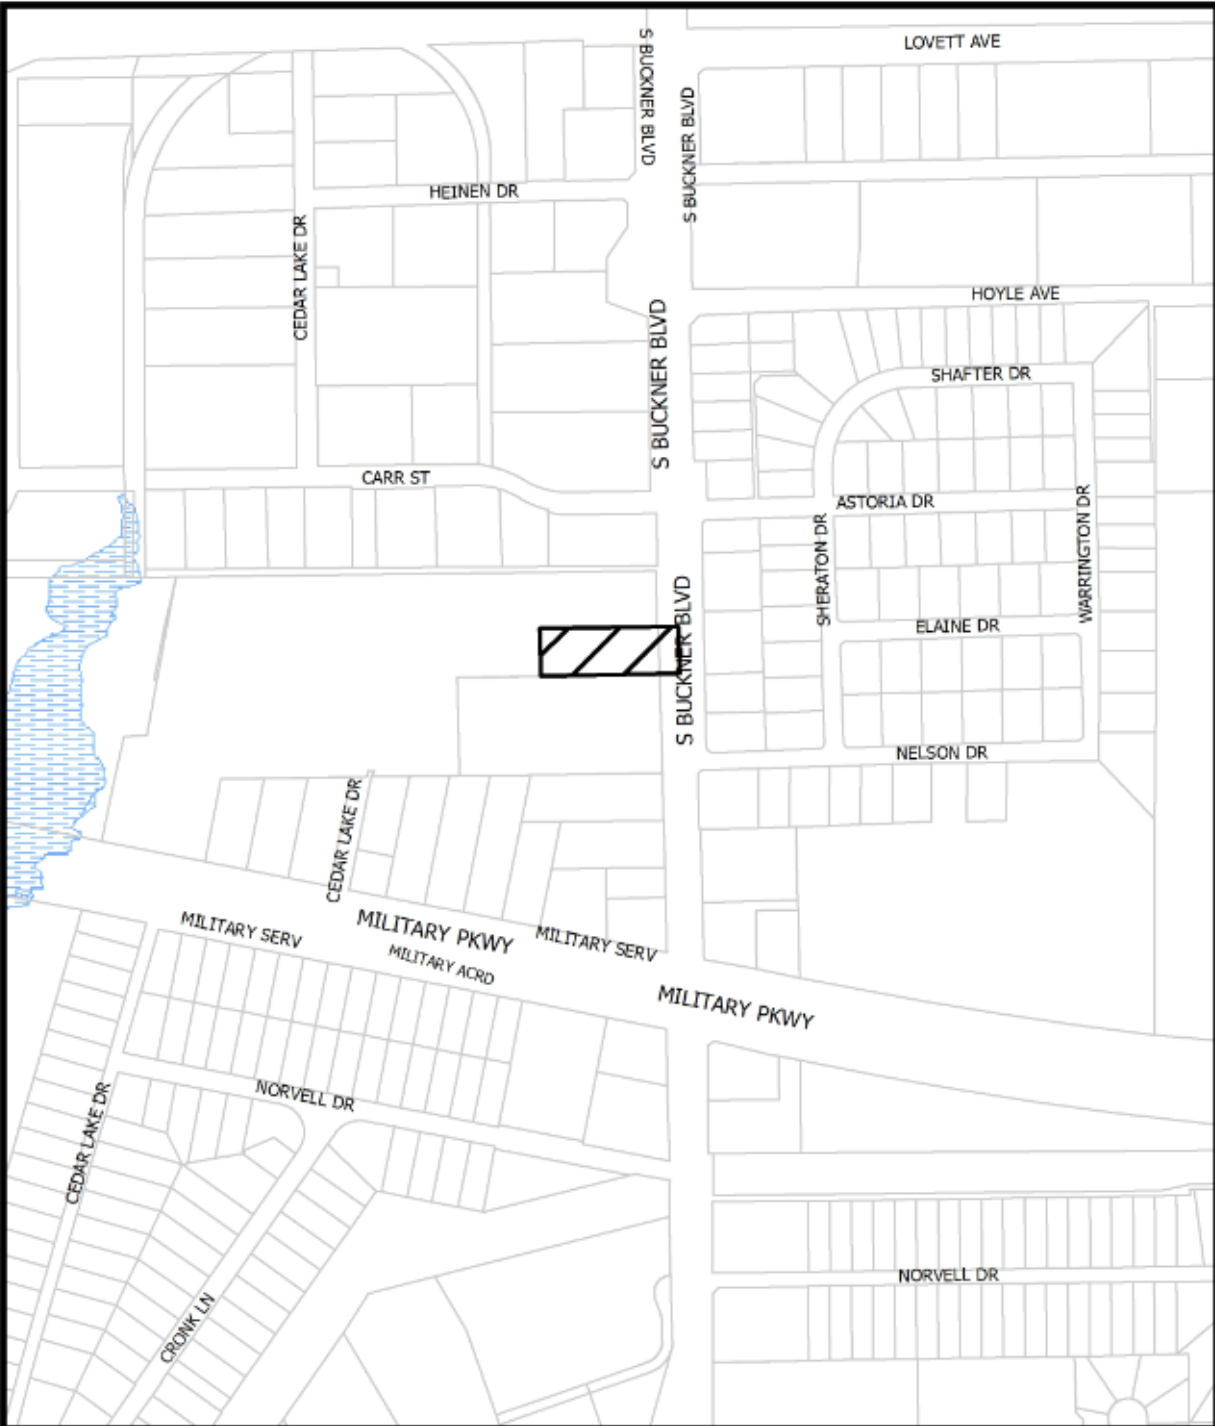 LOVETT AVE
S BUCKNER BLVD
S BUCKNER BLVD
HEINEN DR
CEDAR LAKE DR
HOYLE AVE
S BUCKNER BLVD
SHAFTER DR
CARR ST
ASTORIA DR
SHERATON DR
WARRINGTON DR
ELAINE DR
S BUCKNER BLVD
NELSON DR
CEDAR LAKE DR
MILITARY SERV
MILITARY PKWY
MILITARY SERV
MILITARY ACRD
MILITARY PKWY
NORVELL DR
CEDAR LAKE DR
NORVELL DR
CRONK LN